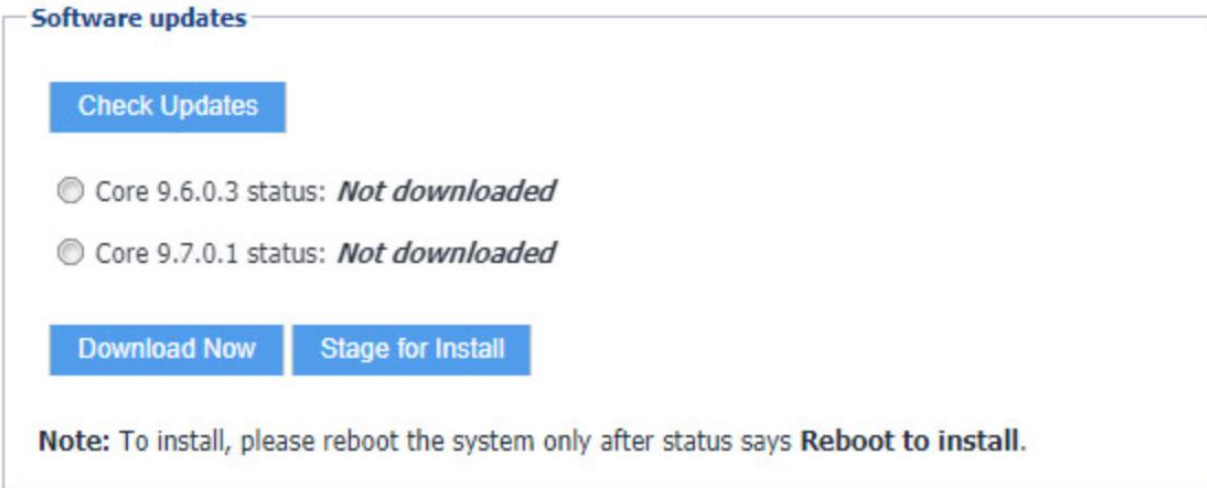 Software updates
Check Updates
Core 9.6.0.3 status: Not downloaded
Core 9.7.0.1 status: Not downloaded
Download Now Stage for Install
Note: To install, please reboot the system only after status says Reboot to install.